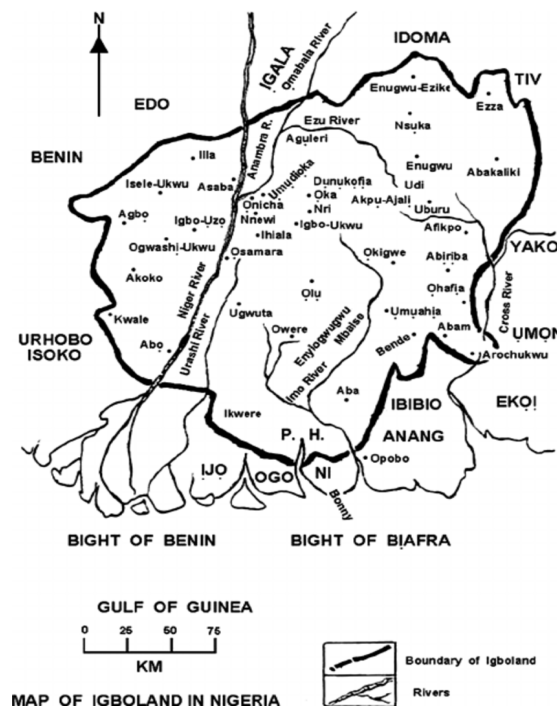 N
IDOMA
IGALA
Omabala River
TIV
EDO
Enugwu-Ezike
Ezza
Anambra R.
Ezu River
Nsuka
Aguleri
BENIN
Illa
Enugwu
Abakaliki
Umudioka
Isele-Ukwu
Asaba
Dunukofia
Udi
Onicha
Oka
Akpu-Ajali
Uburu
Agbo
Igbo-Uzo
Nnewi
Nri
Igbo-Ukwu
Afikpo
Ihiala
Ogwashi-Ukwu
YAKO
Osamara
Okigwe
Abiriba
Akoko
Niger River
Olu
Ohafia
Cross River
Ugwuta
Umuahia
Kwale
Enylogwugwu
Mbaise
URHOBO
ISOKO
Urashi River
Owere
Abam
UMON
Abo
Bende
Arochukwu
Imo River
Aba
IBIBIO
EKOI
Ikwere
P. H.
ANANG
IJO
OGO
NI
Opobo
Bonny
BIGHT OF BENIN
BIGHT OF BIAFRA
GULF OF GUINEA
0 25 50 75
KM
Boundary of Igboland
Rivers
MAP OF IGBOLAND IN NIGERIA